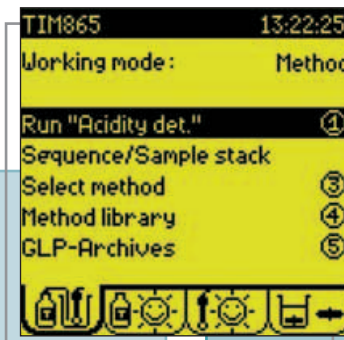 TIM865 13:22:25
Working mode: Method
Run "Acidity det." ①
Sequence/Sample stack
Select method ③
Method library ④
GLP-Archives ⑤